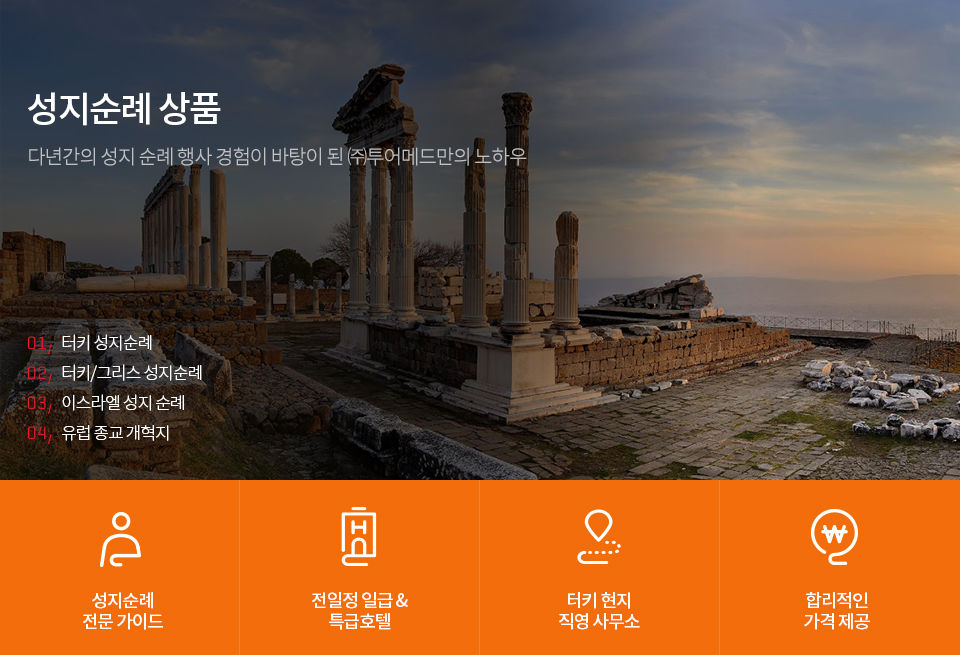 성지순례 상품
다년간의 성지 순례 행사 경험이 바탕이 된 ㈜투어메드만의 노하우
01, 터키 성지순례
02, 터키/그리스 성지순례
03, 이스라엘 성지 순례
04, 유럽 종교 개혁지
성지순례
전문 가이드
전일정 일급 &
특급호텔
터키 현지
직영 사무소
합리적인
가격 제공